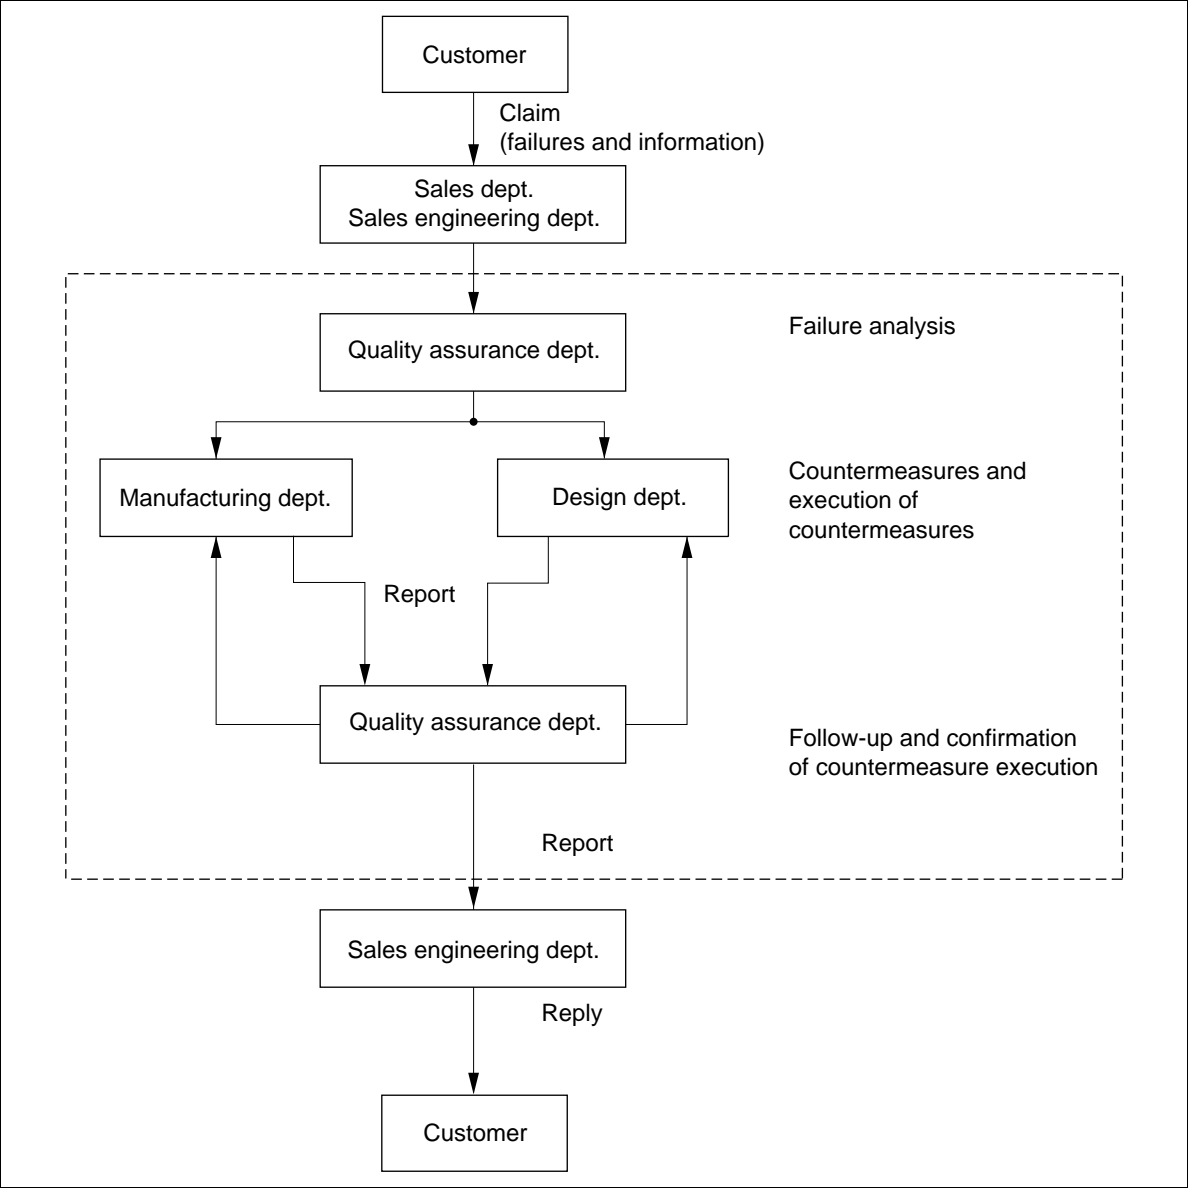 Customer
Claim
(failures and information)
Sales dept.
Sales engineering dept.
Quality assurance dept.
Failure analysis
Manufacturing dept.
Design dept.
Countermeasures and
execution of
countermeasures
Report
Quality assurance dept.
Follow-up and confirmation
of countermeasure execution
Report
Sales engineering dept.
Reply
Customer